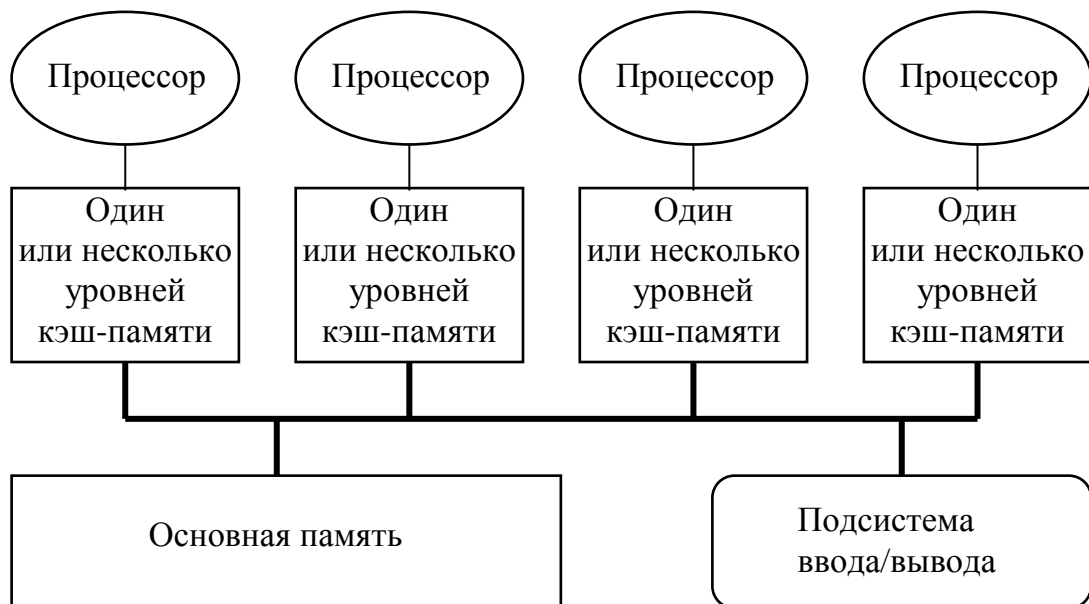 Процессор
Процессор
Процессор
Процессор
Один
или несколько
уровней
кэш-памяти
Один
или несколько
уровней
кэш-памяти
Один
или несколько
уровней
кэш-памяти
Один
или несколько
уровней
кэш-памяти
Основная память
Подсистема
ввода/вывода